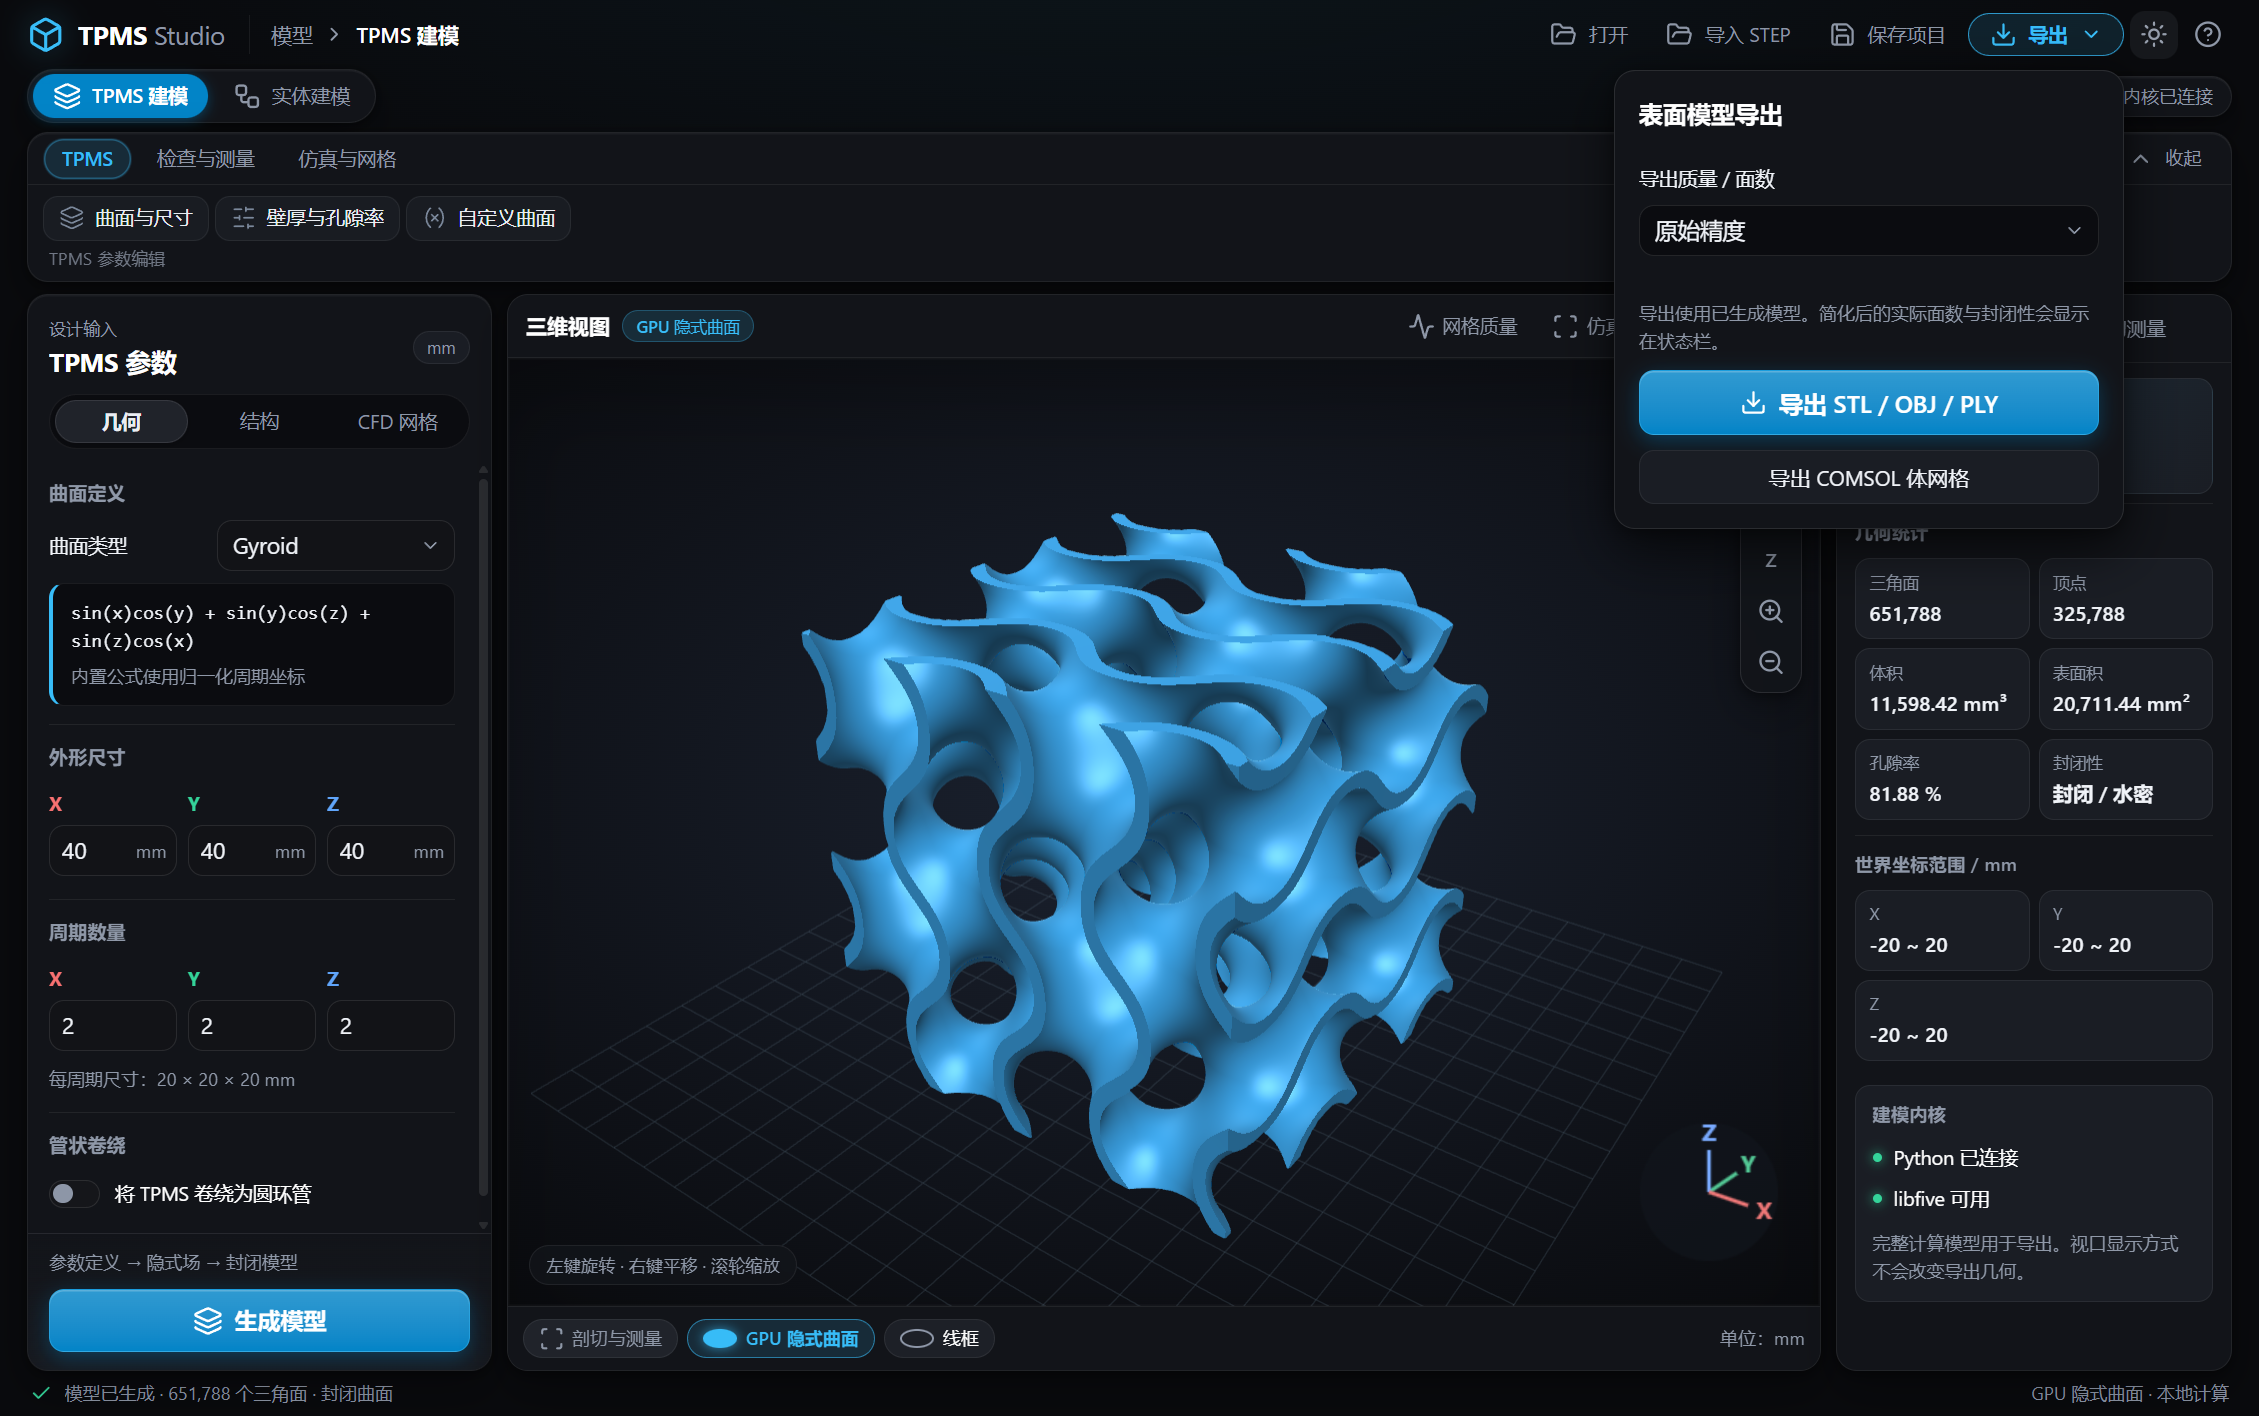 TPMS Studio
模型 > TPMS 建模
打开
导入 STEP
保存项目
导出
TPMS 建模
实体建模
内核已连接
TPMS
检查与测量
仿真与网格
收起
曲面与尺寸
壁厚与孔隙率
自定义曲面
TPMS 参数编辑
表面模型导出
导出质量 / 面数
原始精度
导出使用已生成模型。简化后的实际面数与封闭性会显示
在状态栏。
导出 STL / OBJ / PLY
导出 COMSOL 体网格
设计输入
TPMS 参数
mm
几何
结构
CFD 网格
曲面定义
曲面类型
Gyroid
sin(x)cos(y) + sin(y)cos(z) +
sin(z)cos(x)
内置公式使用归一化周期坐标
外形尺寸
X Y Z
40 mm 40 mm 40 mm
周期数量
X Y Z
2 2 2
每周期尺寸：20 × 20 × 20 mm
管状卷绕
将 TPMS 卷绕为圆环管
参数定义 → 隐式场 → 封闭模型
生成模型
三维视图
GPU 隐式曲面
网格质量
仿真
Z
Z
Y
X
左键旋转 · 右键平移 · 滚轮缩放
剖切与测量
GPU 隐式曲面
线框
单位：mm
测量
几何统计
三角面
651,788
顶点
325,788
体积
11,598.42 mm³
表面积
20,711.44 mm²
孔隙率
81.88 %
封闭性
封闭 / 水密
世界坐标范围 / mm
X
-20 ~ 20
Y
-20 ~ 20
Z
-20 ~ 20
建模内核
Python 已连接
libfive 可用
完整计算模型用于导出。视口显示方式
不会改变导出几何。
模型已生成 · 651,788 个三角面 · 封闭曲面
GPU 隐式曲面 · 本地计算